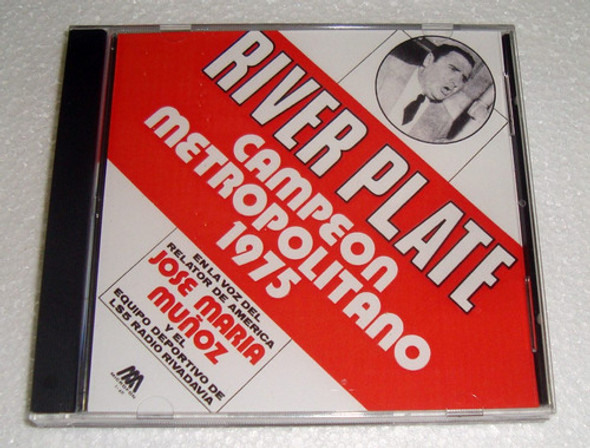 RIVER PLATE
CAMPEON
METROPOLITANO
1975
EN LA VOZ DEL
RELATOR DE AMERICA
JOSE MARIA
MUÑOZ
Y EL
EQUIPO DEPORTIVO DE
LS5 RADIO RIVADAVIA